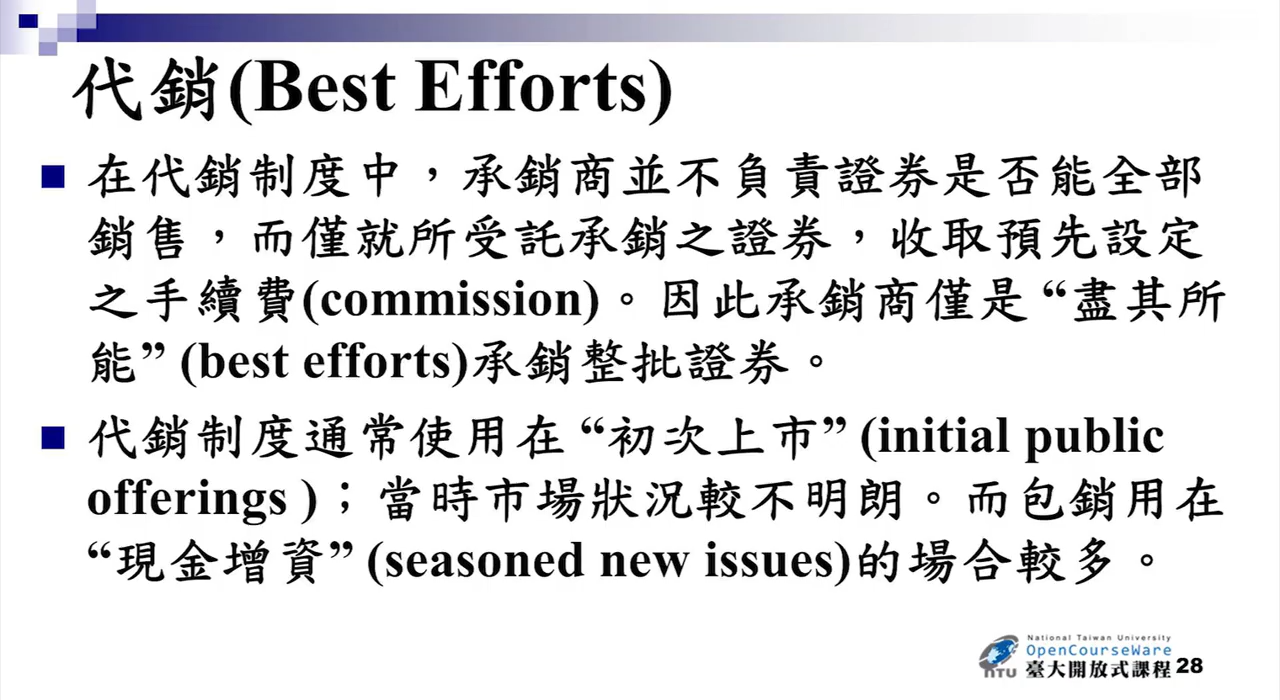 代銷(Best Efforts)
在代銷制度中，承銷商並不負責證券是否能全部
銷售，而僅就所受託承銷之證券，收取預先設定
之手續費(commission)。因此承銷商僅是“盡其所
能” (best efforts)承銷整批證券。
代銷制度通常使用在 “初次上市” (initial public
offerings )；當時市場狀況較不明朗。而包銷用在
“現金增資” (seasoned new issues)的場合較多。
National Taiwan University
OpenCourseWare
NTU 臺大開放式課程 28